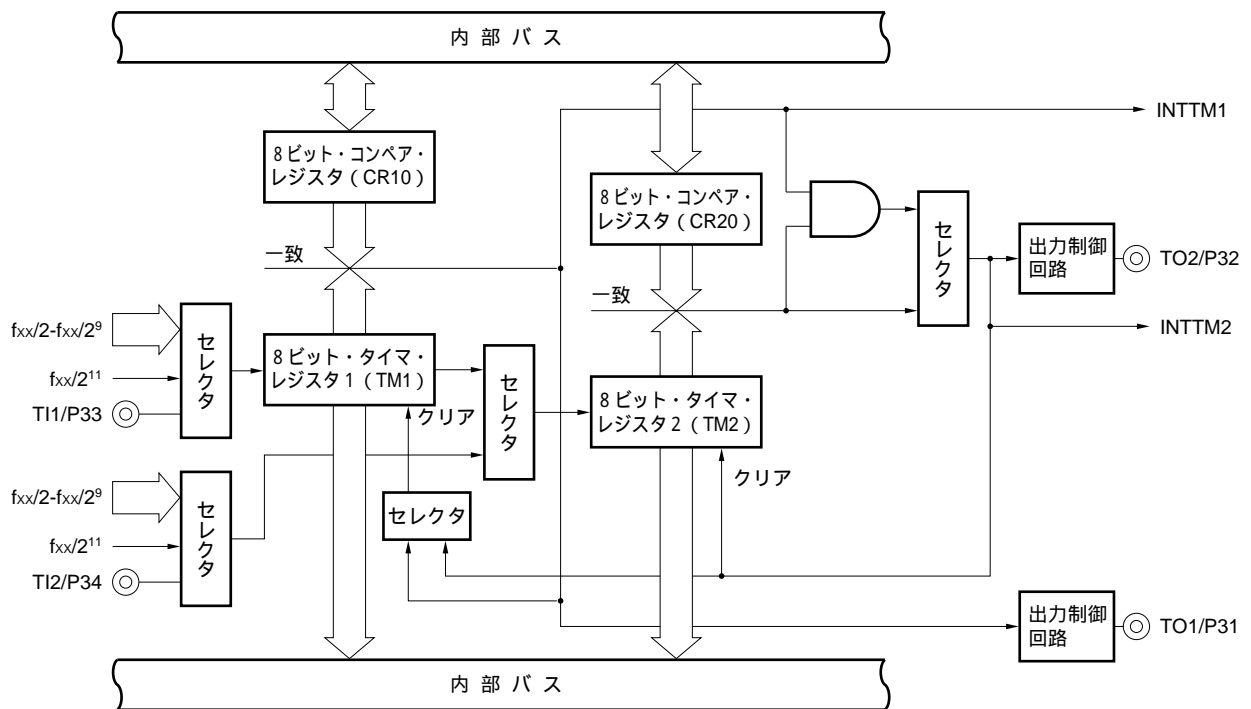 内 部 バ ス
INTTM1
8 ビット・コンペア・
レジスタ（CR10）
8 ビット・コンペア・
レジスタ（CR20）
セレクタ
出力制御
回路
TO2/P32
一致
一致
INTTM2
fxx/2-fxx/2⁹
fxx/2¹¹
TI1/P33
セレクタ
8 ビット・タイマ・
レジスタ 1（TM1）
クリア
セレクタ
8 ビット・タイマ・
レジスタ 2（TM2）
クリア
fxx/2-fxx/2⁹
fxx/2¹¹
TI2/P34
セレクタ
セレクタ
出力制御
回路
TO1/P31
内 部 バ ス